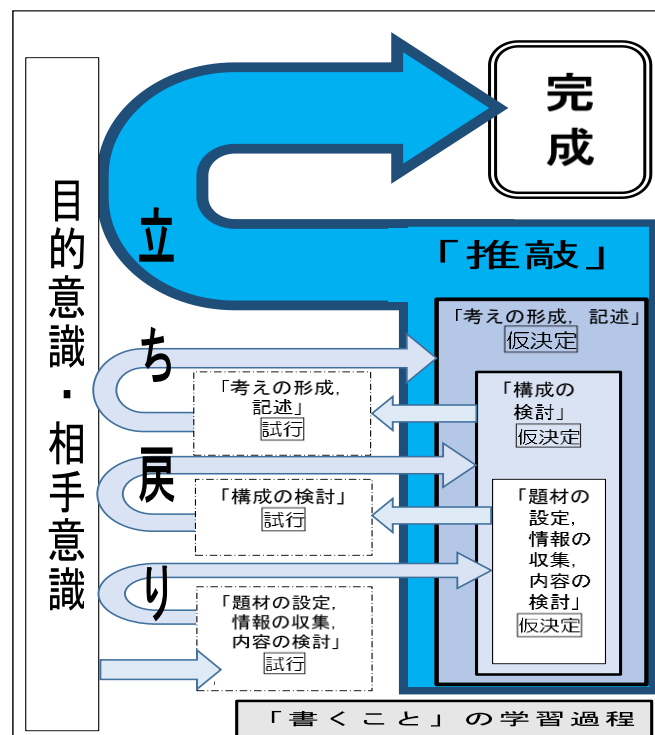 完
成
目的意識・相手意識
立ち戻り
「推敲」
「考えの形成，記述」
仮決定
「考えの形成，
記述」
試行
「構成の
検討」
仮決定
「構成の検討」
試行
「題材の
設定，
情報の
収集，
内容の
検討」
仮決定
「題材の設定，
情報の収集，
内容の検討」
試行
「書くこと」の学習過程